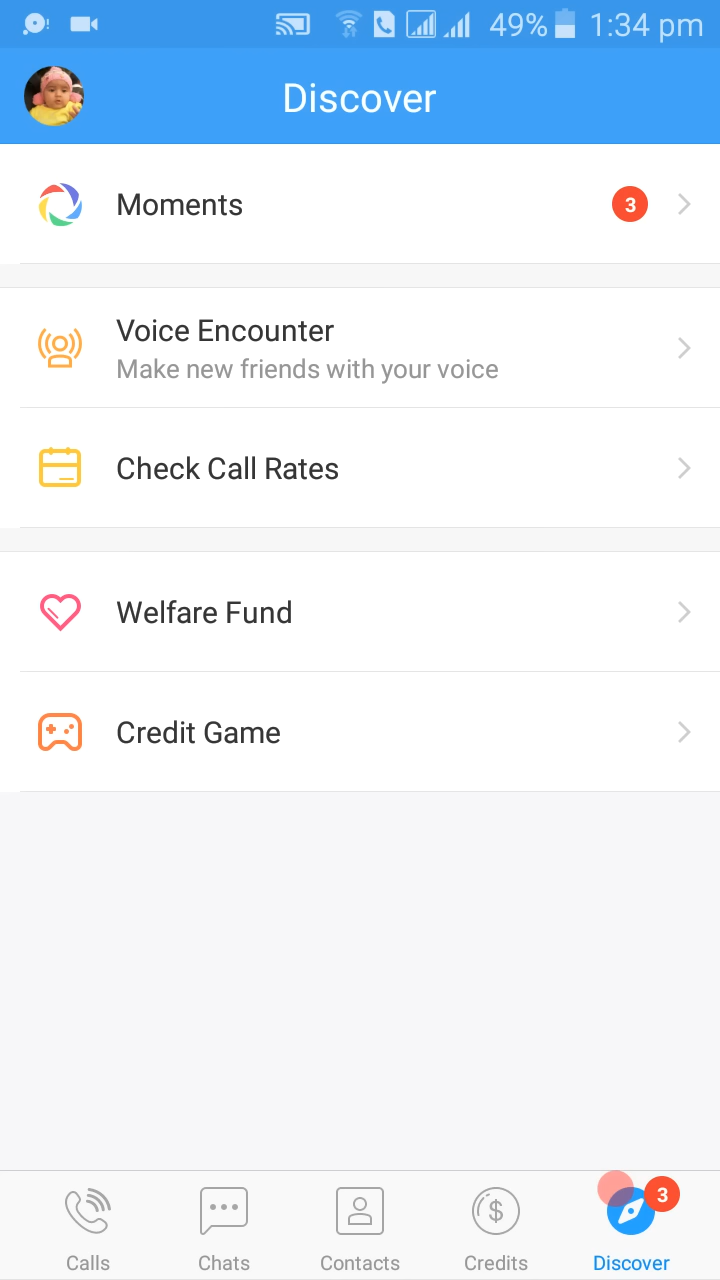 49% 1:34 pm
Discover
Moments 3
Voice Encounter
Make new friends with your voice
Check Call Rates
Welfare Fund
Credit Game
3
$
Calls Chats Contacts Credits Discover